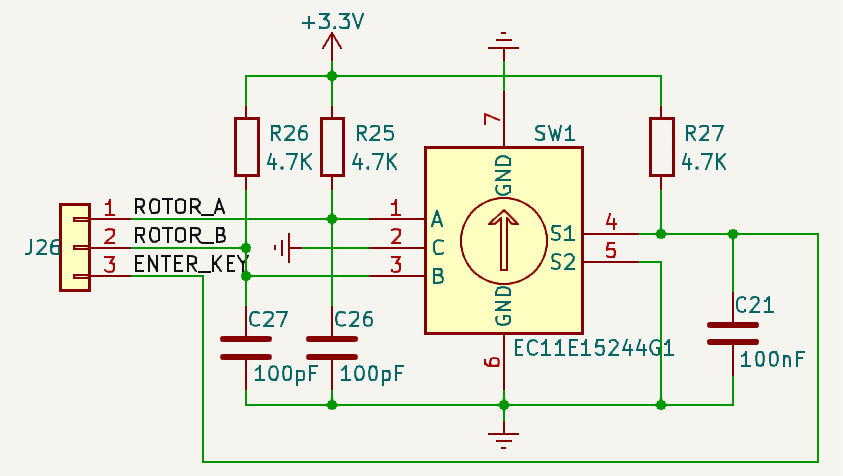 +3.3V
7
SW1
R26
4.7K
R25
4.7K
R27
4.7K
GND
J26
1
ROTOR_A
2
ROTOR_B
3
ENTER_KEY
1
A
2
C
3
B
S1
4
S2
5
GND
C27
100pF
C26
100pF
6
EC11E15244G1
C21
100nF